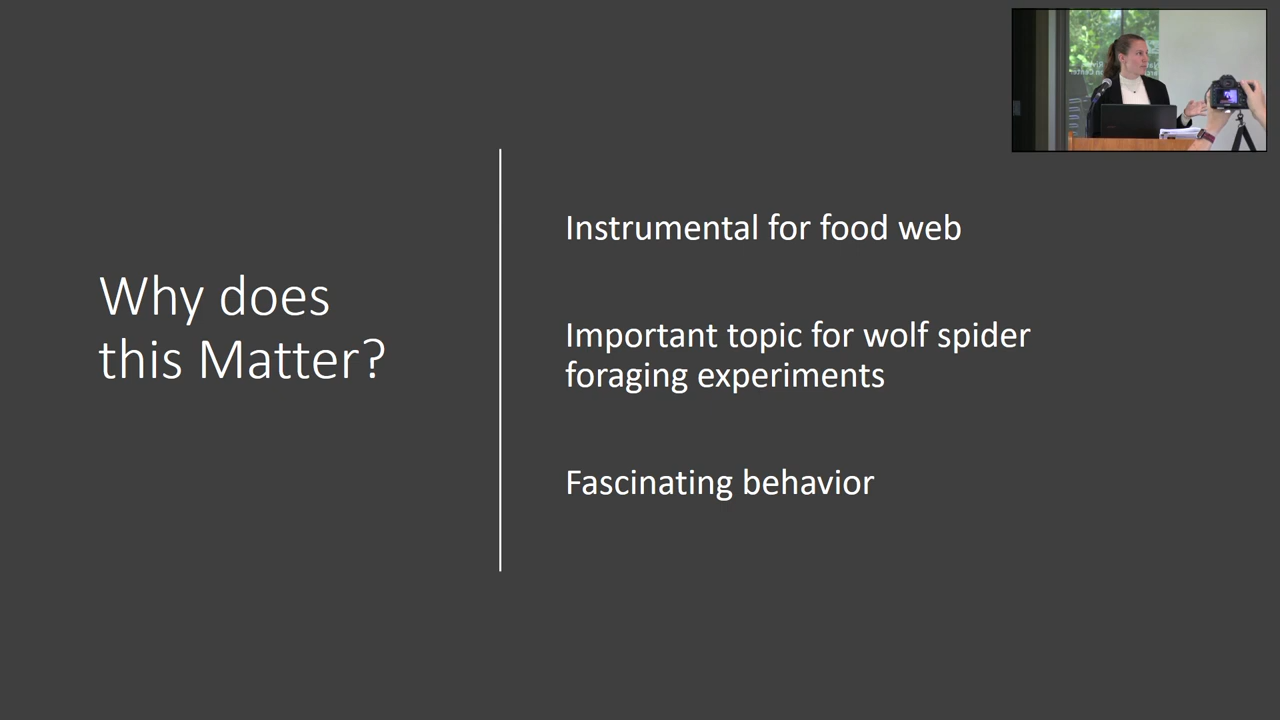 Why does
this Matter?
Instrumental for food web
Important topic for wolf spider
foraging experiments
Fascinating behavior